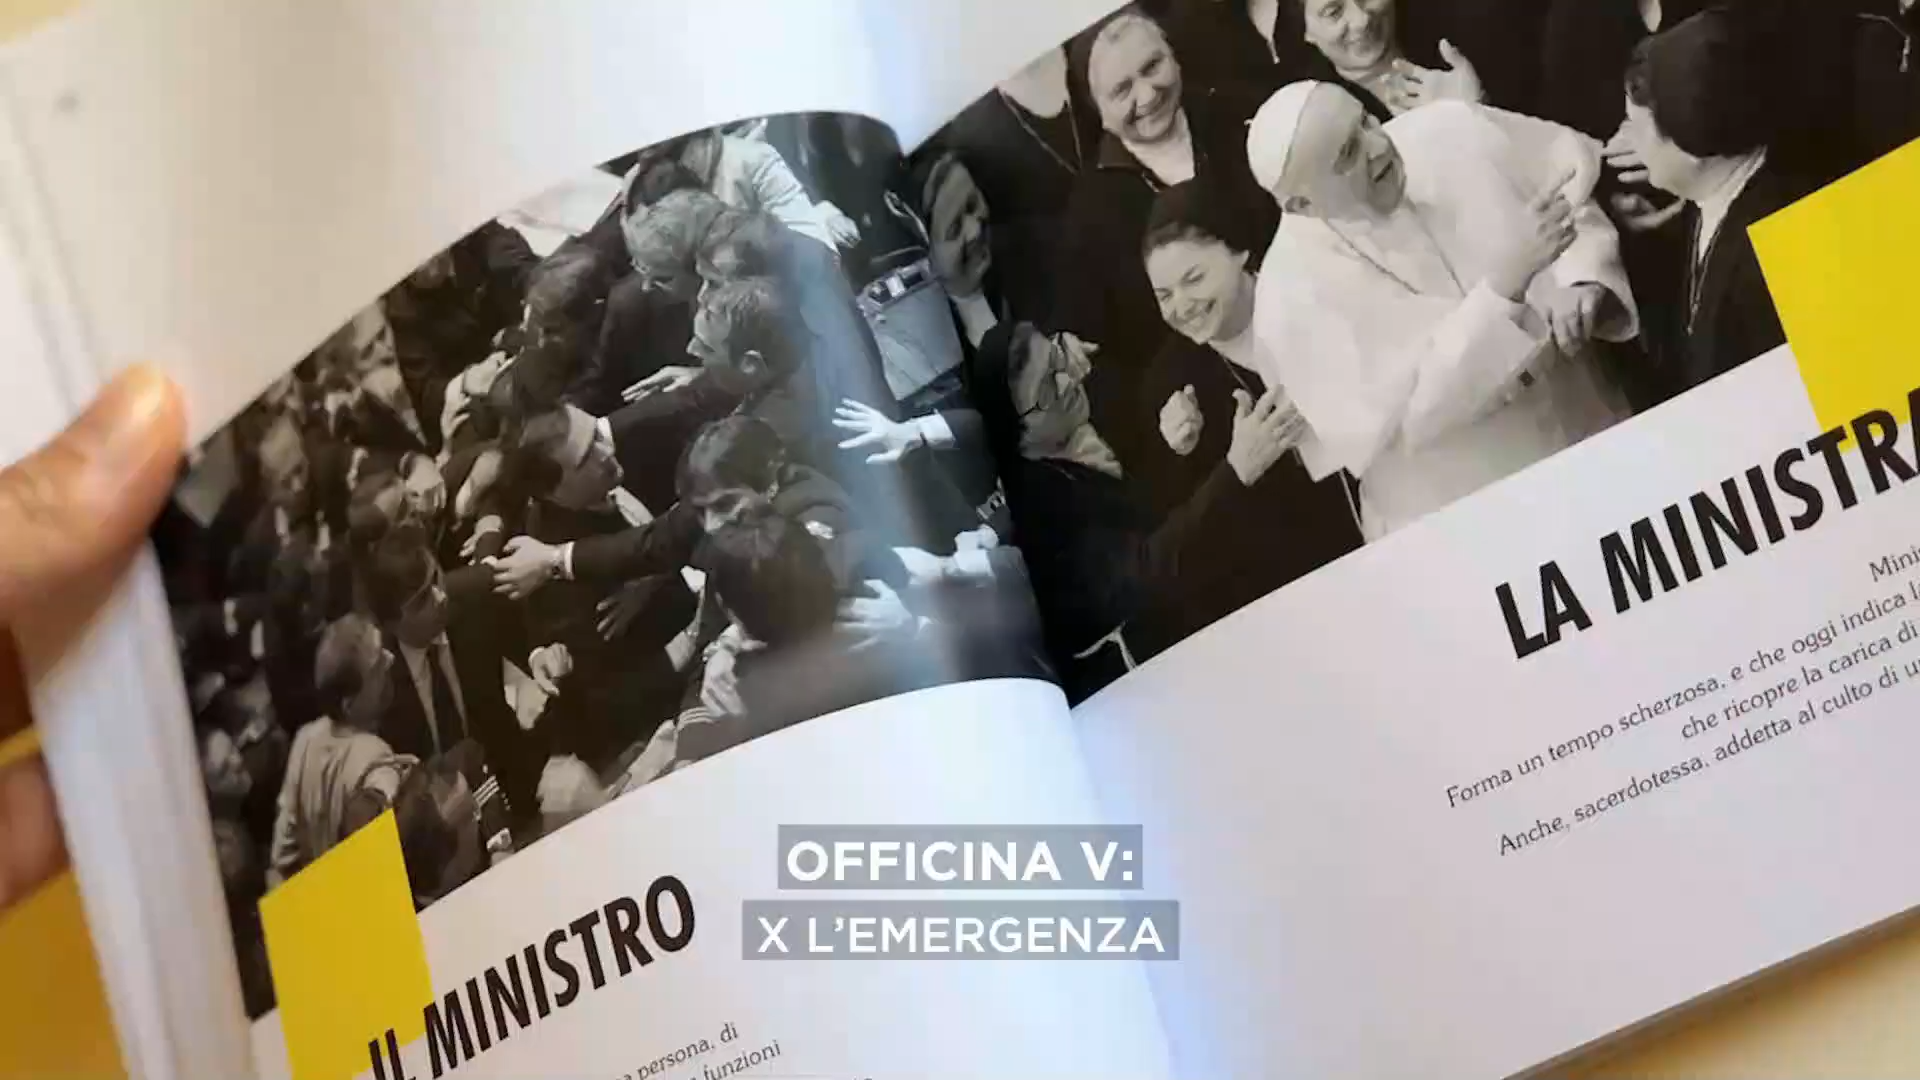 IL MINISTRO
persona, di
funzioni
LA MINISTRA
Forma un tempo scherzosa, e che oggi indica
che ricopre la carica di
Anche, sacerdotessa, addetta al culto di
OFFICINA V:
X L'EMERGENZA